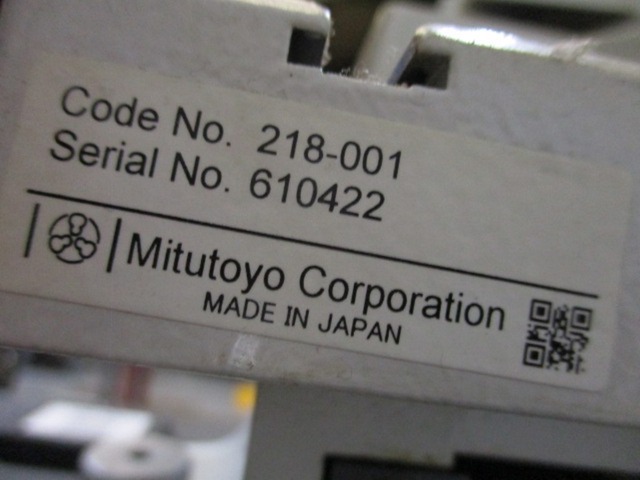 Code No. 218-001
Serial No. 610422
Mitutoyo Corporation
MADE IN JAPAN